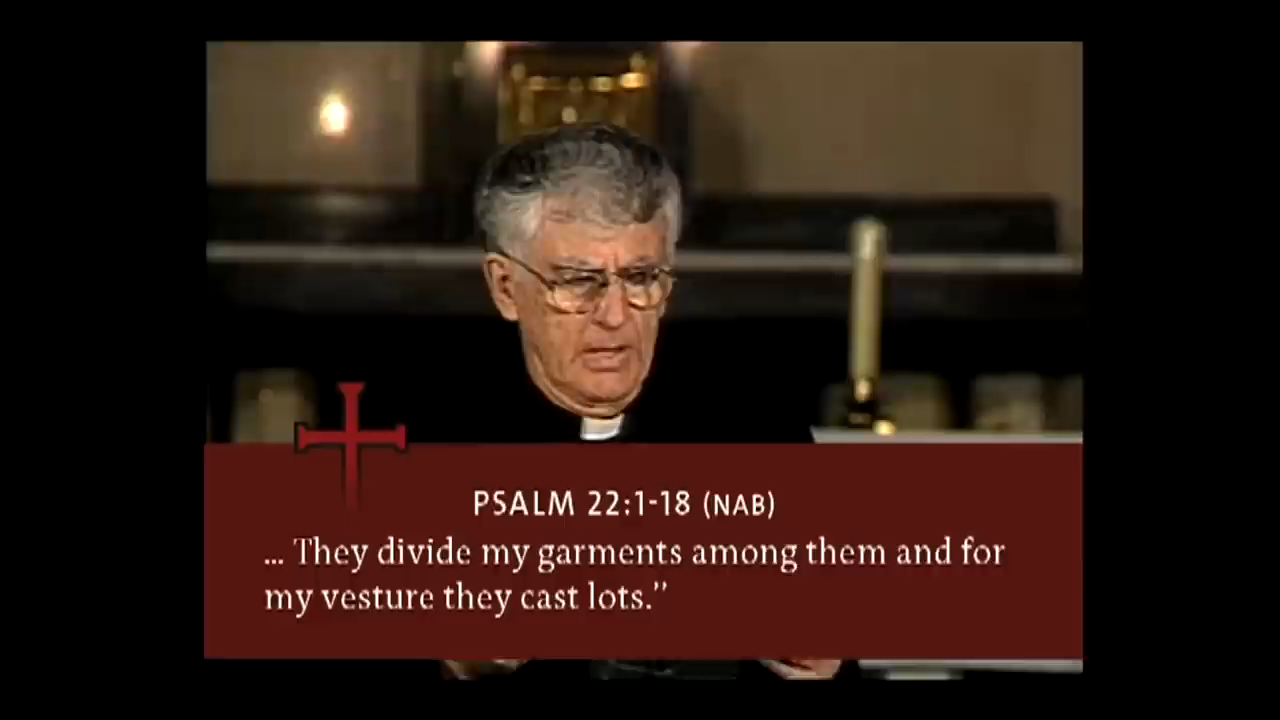 PSALM 22:1-18 (NAB)
... They divide my garments among them and for
my vesture they cast lots.”